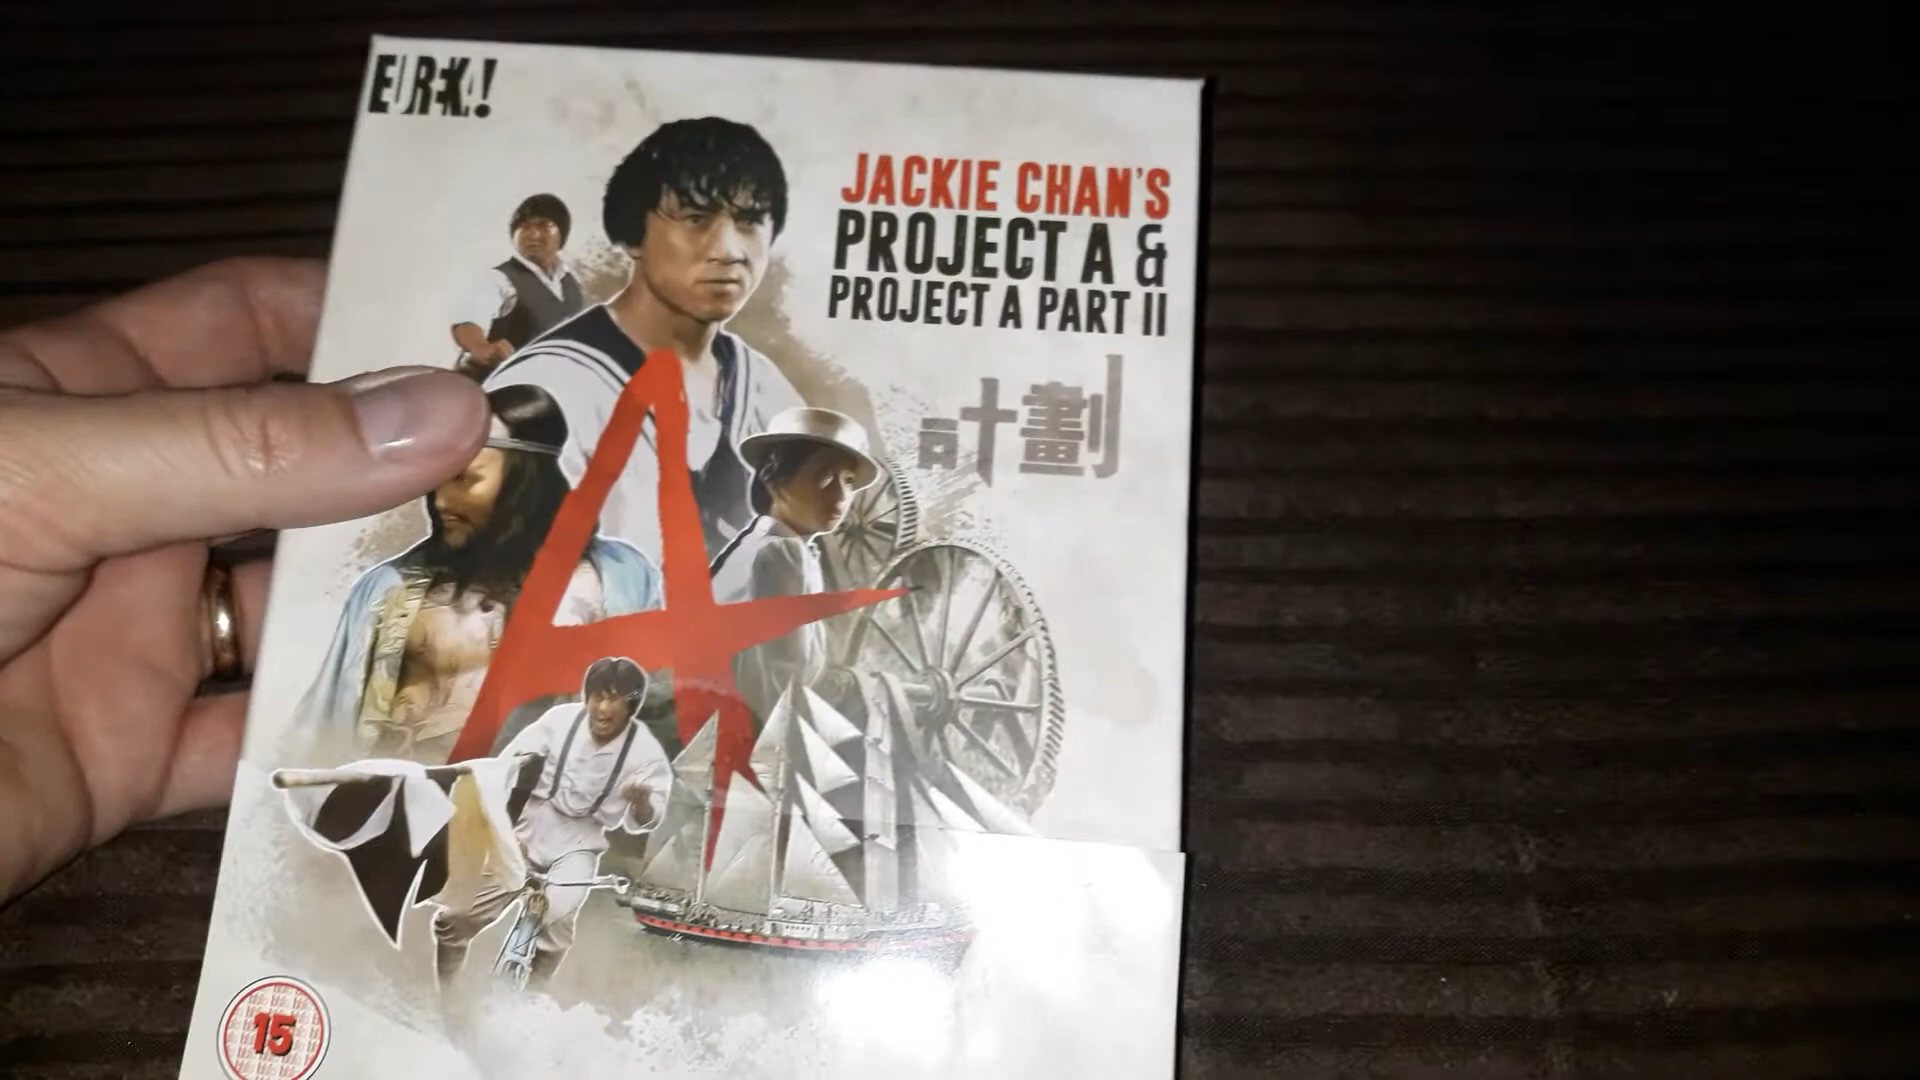 EUREKA!
JACKIE CHAN'S
PROJECT A &
PROJECT A PART II
計劃
A
15